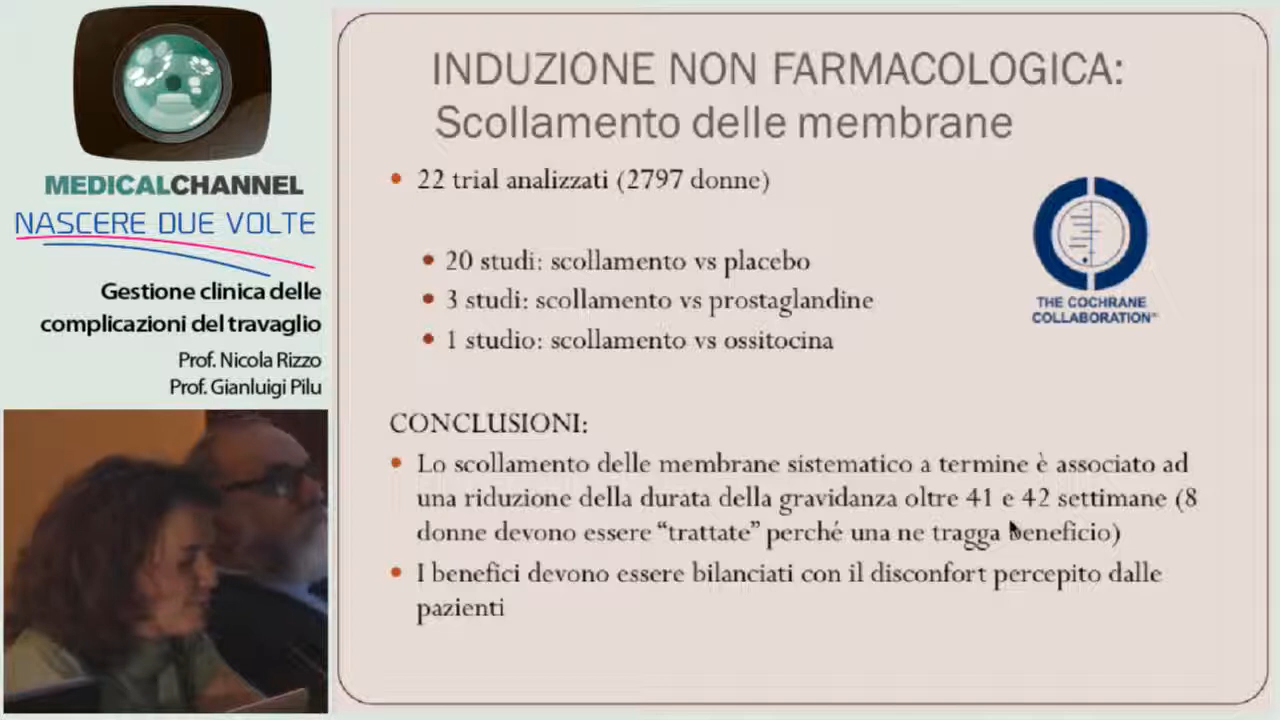 MEDICALCHANNEL
NASCERE DUE VOLTE
Gestione clinica delle
complicazioni del travaglio
Prof. Nicola Rizzo
Prof. Gianluigi Pilu
INDUZIONE NON FARMACOLOGICA:
Scollamento delle membrane
• 22 trial analizzati (2797 donne)
• 20 studi: scollamento vs placebo
• 3 studi: scollamento vs prostaglandine
• 1 studio: scollamento vs ossitocina
THE COCHRANE
COLLABORATION
CONCLUSIONI:
• Lo scollamento delle membrane sistematico a termine è associato ad
una riduzione della durata della gravidanza oltre 41 e 42 settimane (8
donne devono essere “trattate” perché una ne tragga beneficio)
• I benefici devono essere bilanciati con il disconfort percepito dalle
pazienti